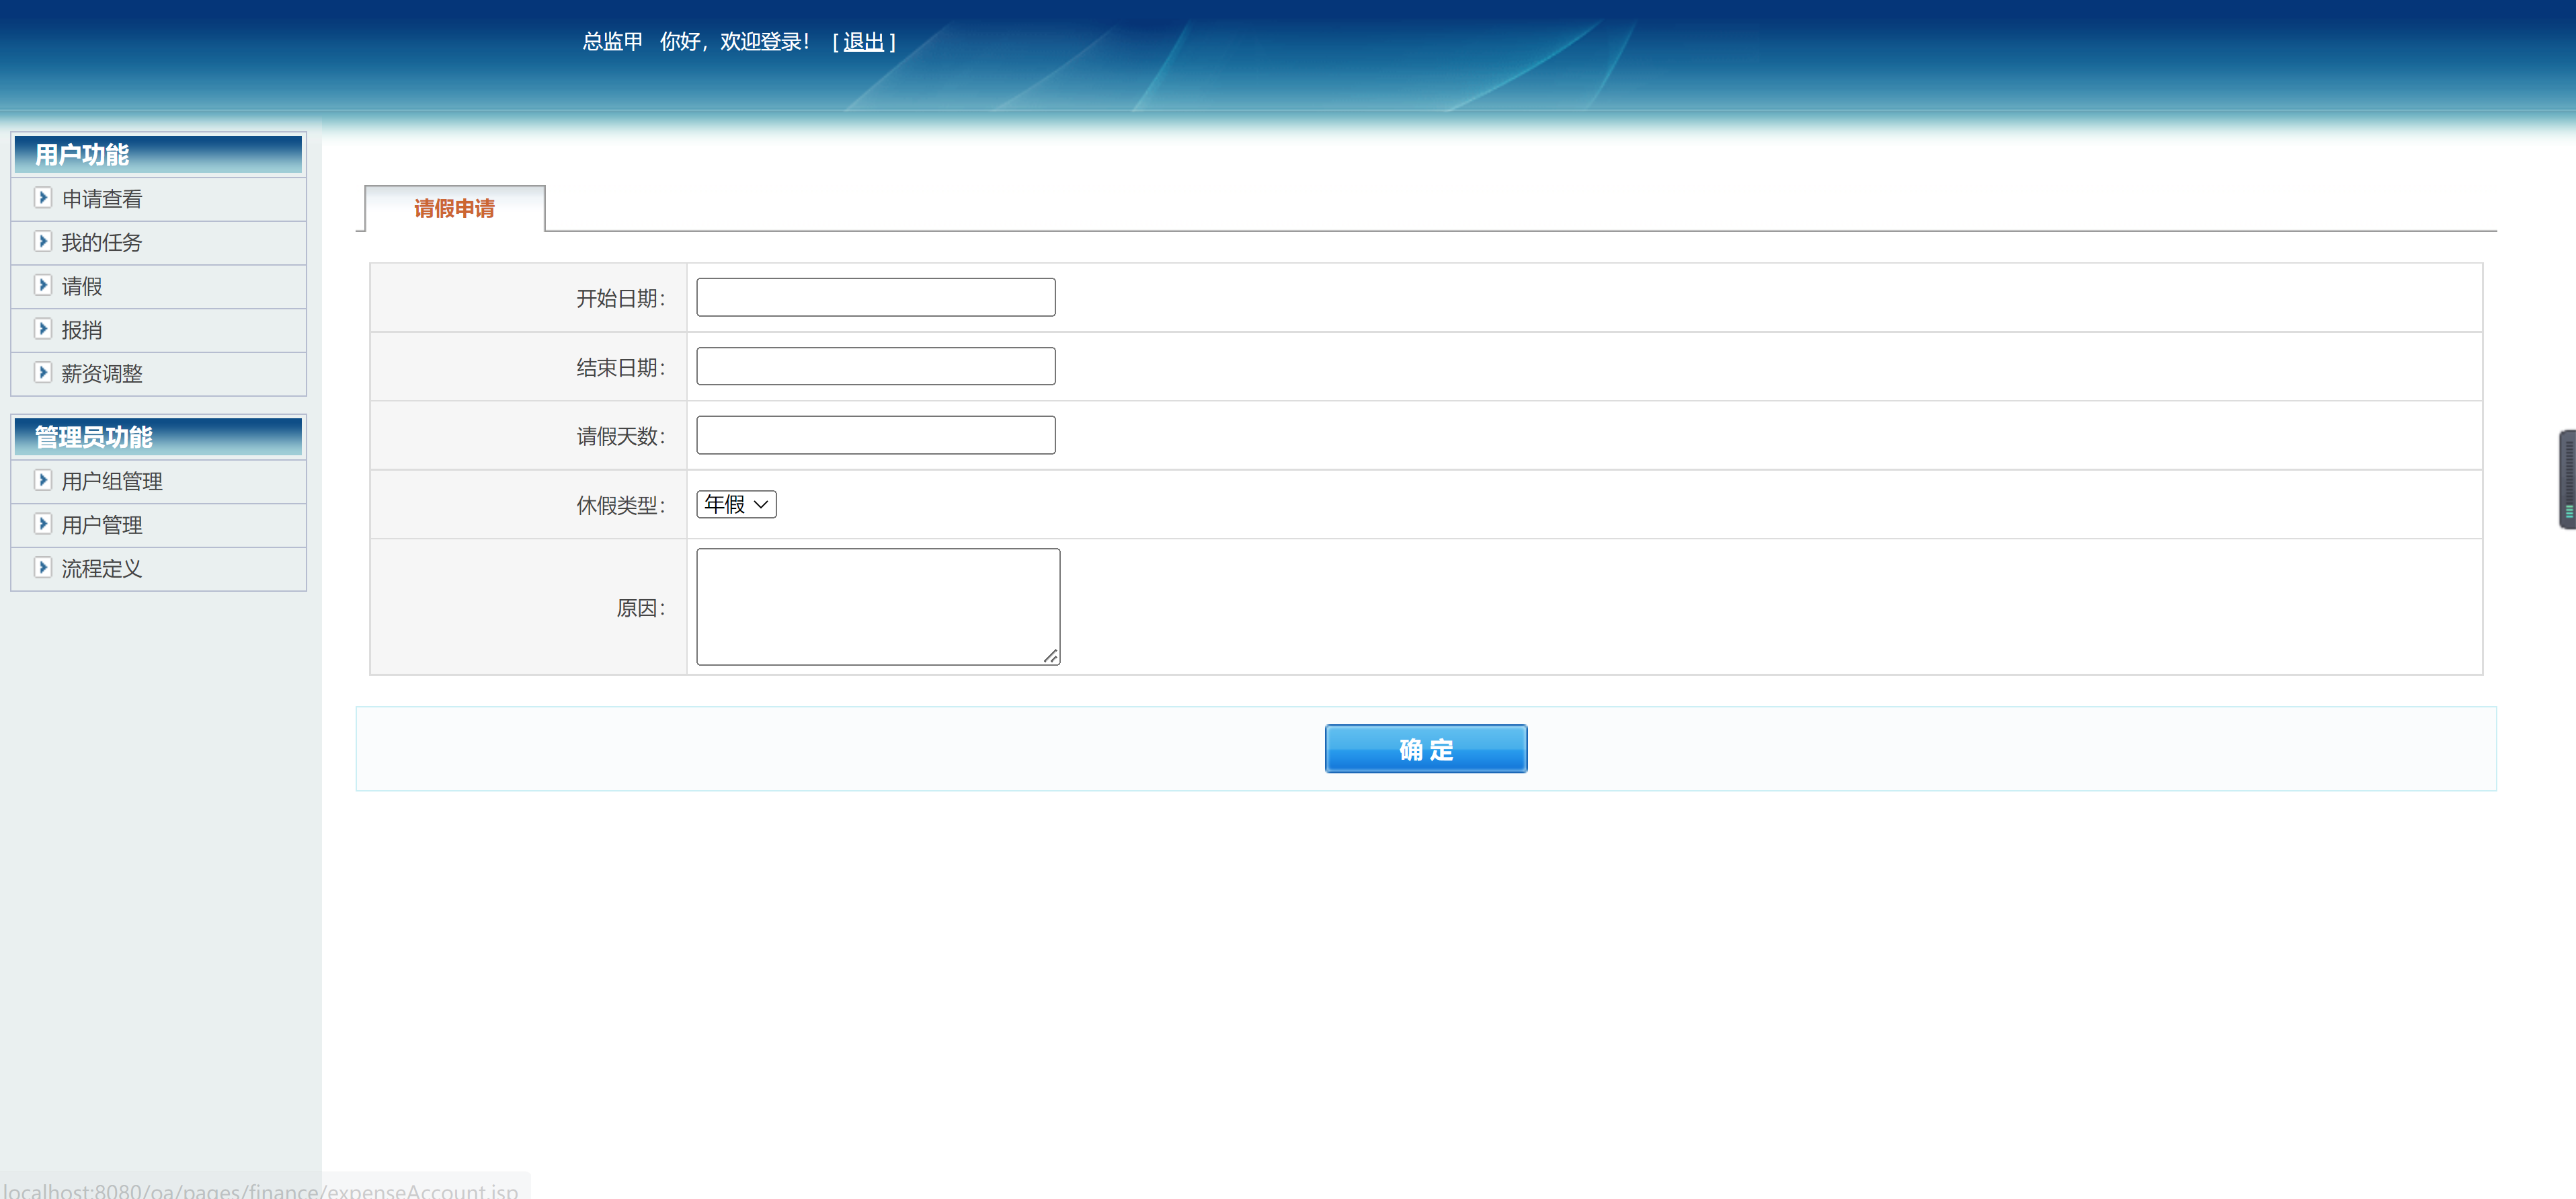 总监甲 你好，欢迎登录！ [ 退出 ]
用户功能
申请查看
我的任务
请假
报捎
薪资调整
管理员功能
用户组管理
用户管理
流程定义
请假申请
开始日期：
结束日期：
请假天数：
休假类型： 年假
原因：
确 定
localhost:8080/oa/pages/finance/expenseAccount.jsp